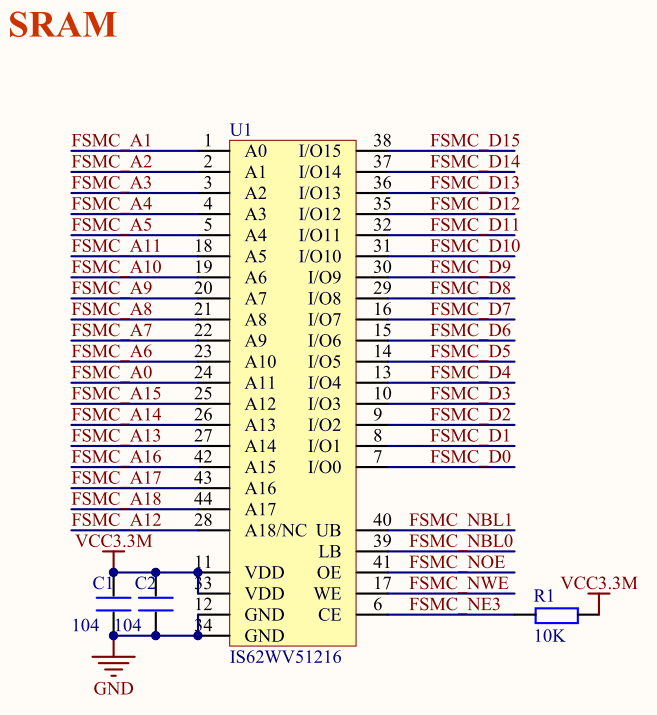 SRAM
U1
FSMC_A1 1 A0 I/O15 38 FSMC_D15
FSMC_A2 2 A1 I/O14 37 FSMC_D14
FSMC_A3 3 A2 I/O13 36 FSMC_D13
FSMC_A4 4 A3 I/O12 35 FSMC_D12
FSMC_A5 5 A4 I/O11 32 FSMC_D11
FSMC_A11 18 A5 I/O10 31 FSMC_D10
FSMC_A10 19 A6 I/O9 30 FSMC_D9
FSMC_A9 20 A7 I/O8 29 FSMC_D8
FSMC_A8 21 A8 I/O7 16 FSMC_D7
FSMC_A7 22 A9 I/O6 15 FSMC_D6
FSMC_A6 23 A10 I/O5 14 FSMC_D5
FSMC_A0 24 A11 I/O4 13 FSMC_D4
FSMC_A15 25 A12 I/O3 10 FSMC_D3
FSMC_A14 26 A13 I/O2 9 FSMC_D2
FSMC_A13 27 A14 I/O1 8 FSMC_D1
FSMC_A16 42 A15 I/O0 7 FSMC_D0
FSMC_A17 43 A16
FSMC_A18 44 A17
FSMC_A12 28 A18/NC UB 40 FSMC_NBL1
VCC3.3M LB 39 FSMC_NBL0
11 VDD OE 41 FSMC_NOE
C1 C2 33 VDD WE 17 FSMC_NWE
12 GND CE 6 FSMC_NE3 R1 VCC3.3M
104 104 34 GND 10K
IS62WV51216
GND